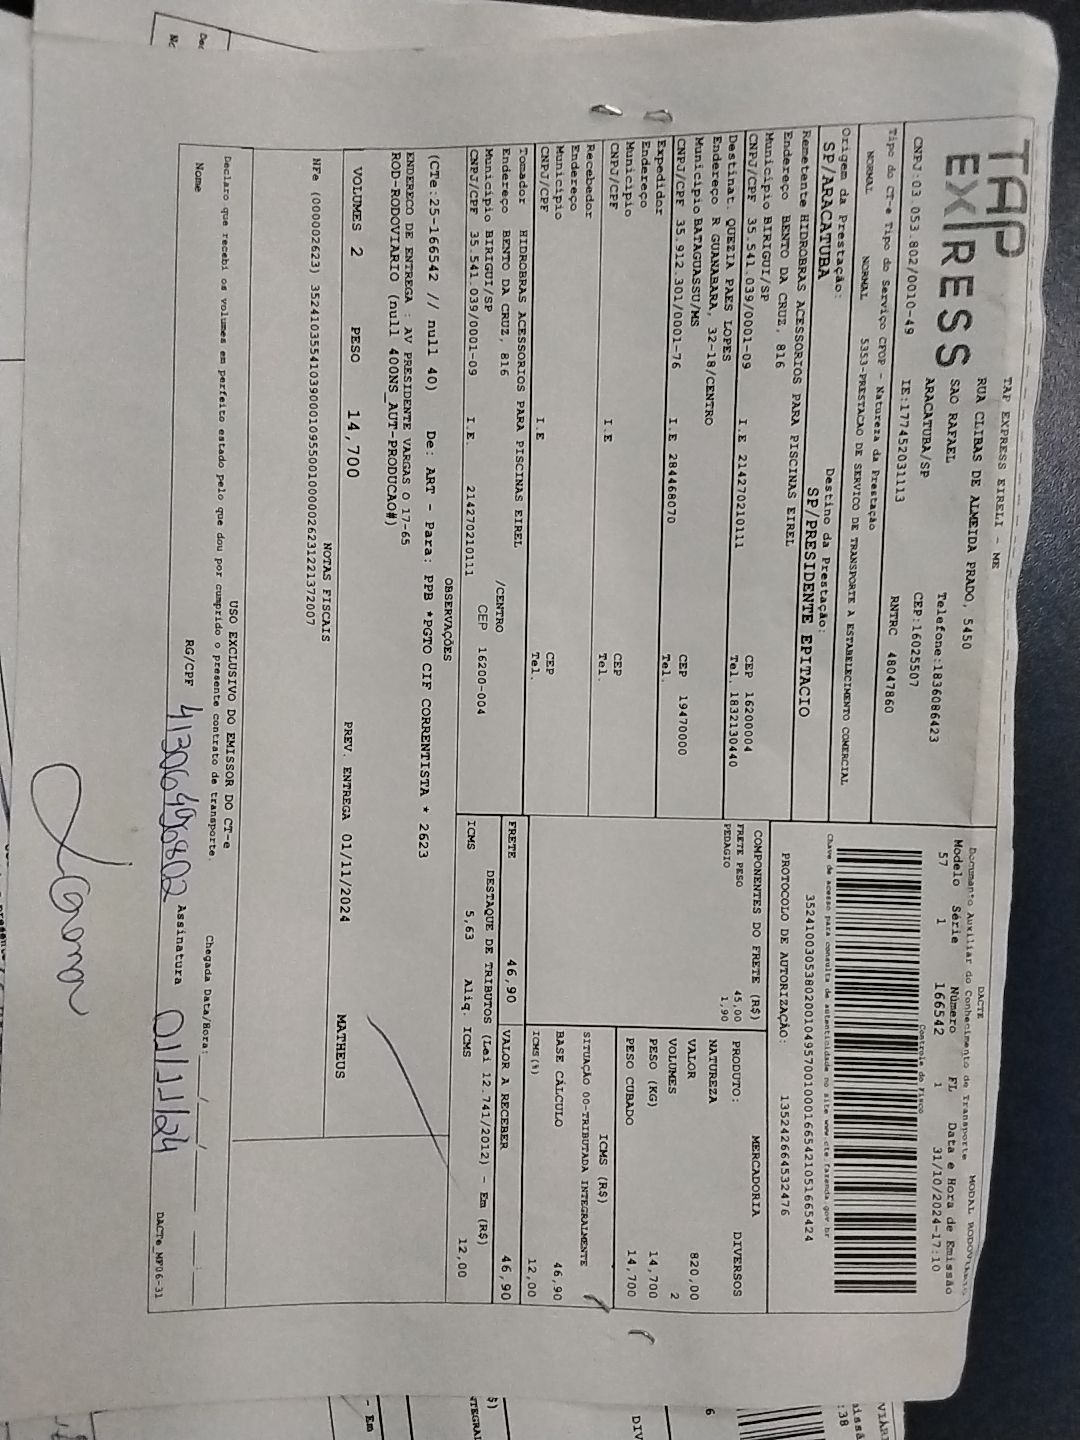 TAP
EXPRESS
TAP EXPRESS EIRELI - ME
RUA CLIBAS DE ALMEIDA PRADO, 5450
SAO RAFAEL Telefone:1836086423
ARACATUBA/SP CEP:16025507
CNPJ:03.053.802/0010-49 IE:177452031113 RNTRC 48047860
Tipo do CT-e Tipo do Serviço CFOP - Natureza da Prestação
NORMAL NORMAL 5353-PRESTACAO DE SERVICO DE TRANSPORTE A ESTABELECIMENTO COMERCIAL
Origem da Prestação: Destino da Prestação:
SP/ARACATUBA SP/PRESIDENTE EPITACIO
DACTE
Documento Auxiliar do Conhecimento de Transporte MODAL RODOVIÁRIO
Modelo Série Número FL Data e Hora de Emissão
57 1 166542 1 31/10/2024-17:10
Controle do Fisco
Chave de acesso para consulta de autenticidade no site www.cte.fazenda.gov.br
35241003053802001049570010001665421051665424
PROTOCOLO DE AUTORIZAÇÃO: 135242664532476
Remetente HIDROBRAS ACESSORIOS PARA PISCINAS EIREL
Endereço BENTO DA CRUZ, 816
Município BIRIGUI/SP CEP 16200004
CNPJ/CPF 35.541.039/0001-09 I.E 214270210111 Tel. 1832130440
Destinat. QUEZIA PAES LOPES
Endereço R GUANABARA, 32-18/CENTRO
Município BATAGUASSU/MS CEP 19470000
CNPJ/CPF 35.912.301/0001-76 I.E 284468070 Tel.
Expedidor
Endereço
Município CEP
CNPJ/CPF I.E Tel.
Recebedor
Endereço
Município CEP
CNPJ/CPF I.E Tel.
Tomador HIDROBRAS ACESSORIOS PARA PISCINAS EIREL
Endereço BENTO DA CRUZ, 816 /CENTRO
Município BIRIGUI/SP CEP 16200-004
CNPJ/CPF 35.541.039/0001-09 I.E. 214270210111
COMPONENTES DO FRETE (R$)
FRETE PESO 45,00
PEDAGIO 1,90
MERCADORIA
PRODUTO: DIVERSOS
NATUREZA
VALOR 820,00
VOLUMES 2
PESO (KG) 14,700
PESO CUBADO 14,700
ICMS (R$)
SITUAÇÃO 00-TRIBUTADA INTEGRALMENTE
BASE CÁLCULO 46,90
ICMS(%) 12,00
FRETE 46,90 VALOR A RECEBER 46,90
DESTAQUE DE TRIBUTOS (Lei 12.741/2012) - Em (R$)
ICMS 5,63 Aliq. ICMS 12,00
OBSERVAÇÕES
(CTe:25-166542 // null 40) De: ART - Para: PPB *PGTO CIF CORRENTISTA * 2623
ENDERECO DE ENTREGA : AV PRESIDENTE VARGAS O 17-65
ROD-RODOVIARIO (null 400NS_AUT-PRODUCAO#)
VOLUMES 2 PESO 14,700 PREV. ENTREGA 01/11/2024 MATHEUS
NOTAS FISCAIS
NFe (000002623) 35241035541039000109550010000026231221372007
USO EXCLUSIVO DO EMISSOR DO CT-e
Declaro que recebi os volumes em perfeito estado pelo que dou por cumprido o presente contrato de transporte. Chegada Data/Hora: __/__/__ __:__
Nome RG/CPF 41306490802 Assinatura 01/11/24
DACTe_MF06-31